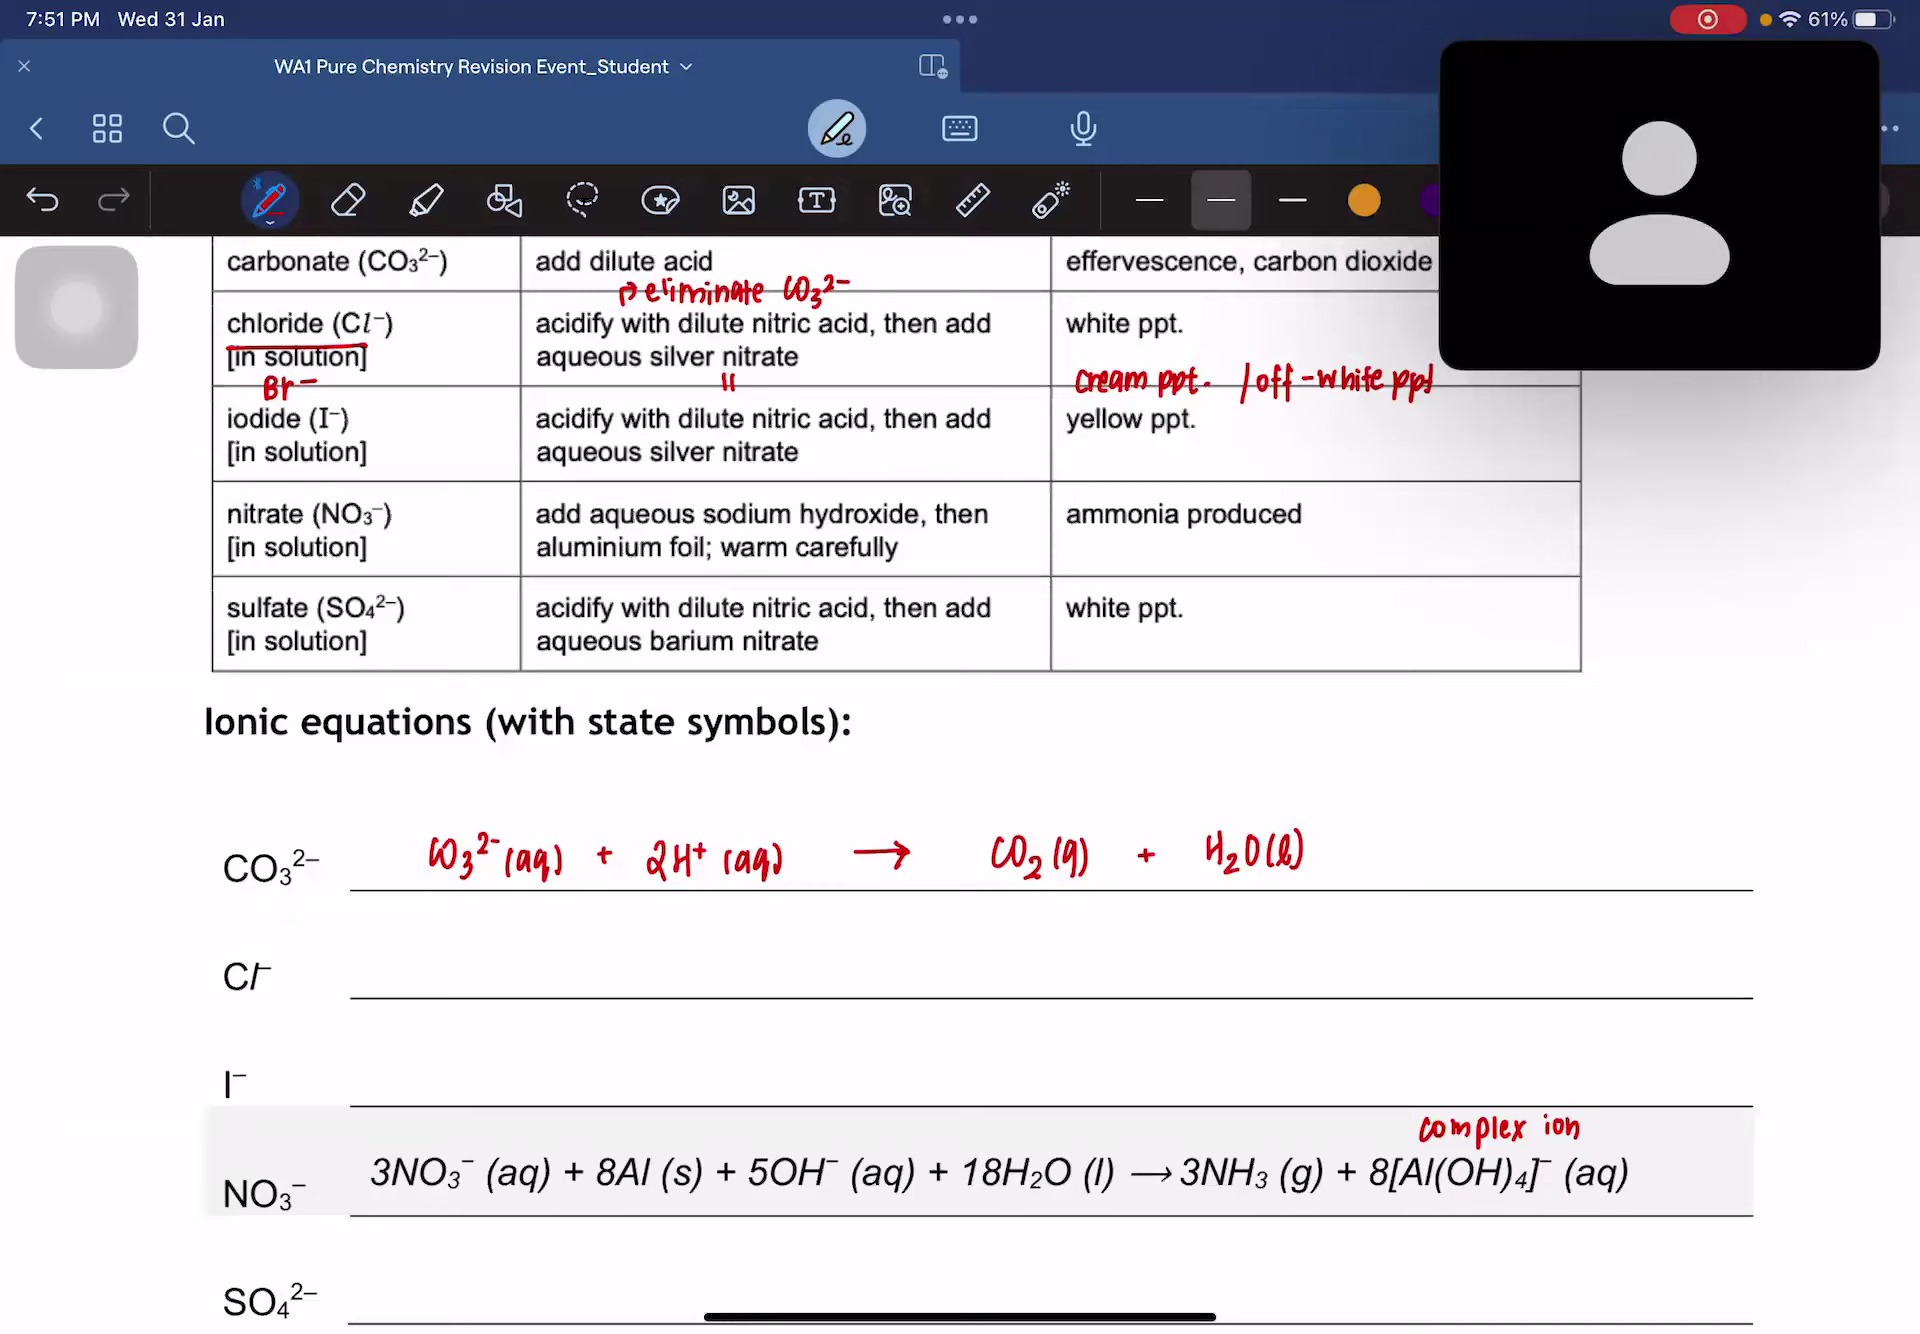 7:51 PM Wed 31 Jan
61%
WA1 Pure Chemistry Revision Event_Student
carbonate (CO₃²⁻) add dilute acid effervescence, carbon dioxide
↱ eliminate CO₃²⁻
chloride (Cl⁻) acidify with dilute nitric acid, then add white ppt.
[in solution] aqueous silver nitrate
Br⁻ " cream ppt. / off-white ppt
iodide (I⁻) acidify with dilute nitric acid, then add yellow ppt.
[in solution] aqueous silver nitrate
nitrate (NO₃⁻) add aqueous sodium hydroxide, then ammonia produced
[in solution] aluminium foil; warm carefully
sulfate (SO₄²⁻) acidify with dilute nitric acid, then add white ppt.
[in solution] aqueous barium nitrate
Ionic equations (with state symbols):
CO₃²⁻ CO₃²⁻ (aq) + 2H⁺ (aq) → CO₂ (g) + H₂O (l)
Cl⁻
I⁻
complex ion
NO₃⁻ 3NO₃⁻ (aq) + 8Al (s) + 5OH⁻ (aq) + 18H₂O (l) → 3NH₃ (g) + 8[Al(OH)₄]⁻ (aq)
SO₄²⁻